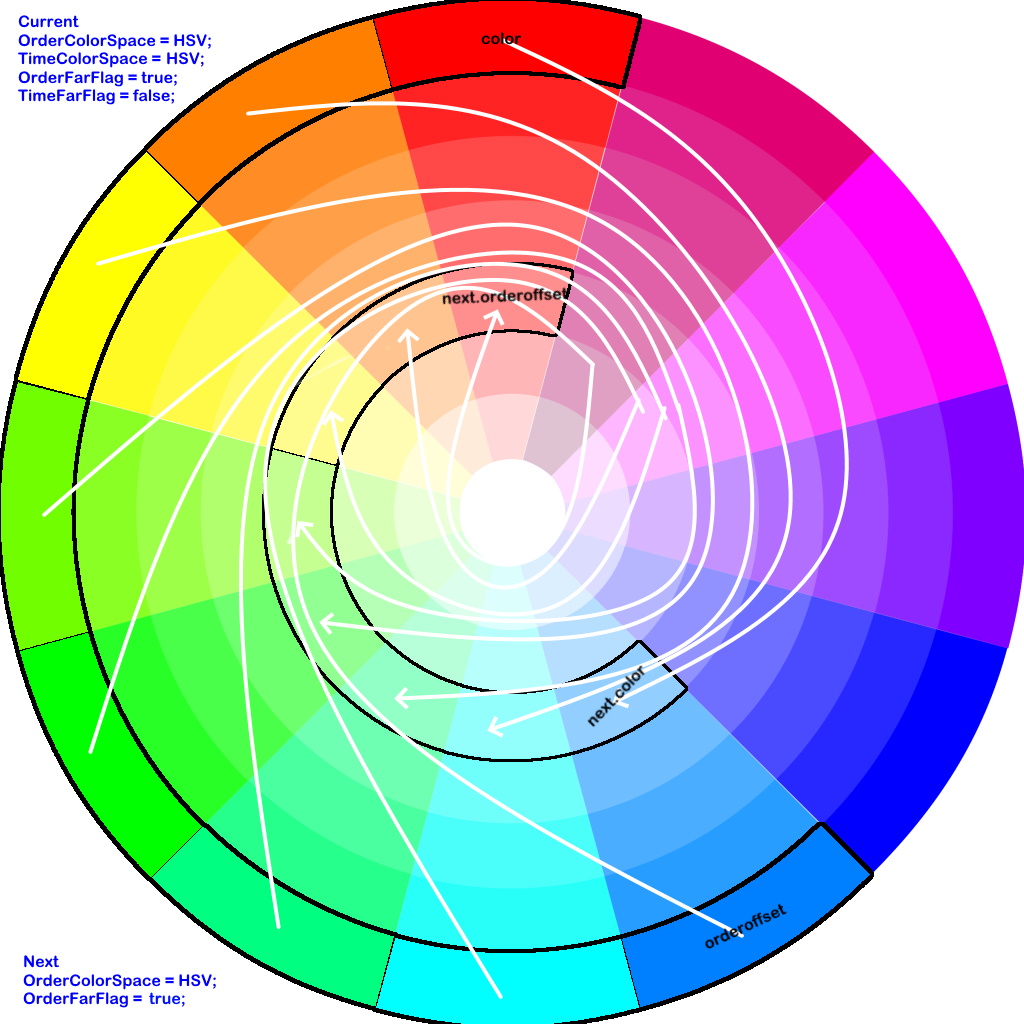 Current
OrderColorSpace = HSV;
TimeColorSpace = HSV;
OrderFarFlag = true;
TimeFarFlag = false;
color
next.orderoffset
next.color
orderoffset
Next
OrderColorSpace = HSV;
OrderFarFlag = true;